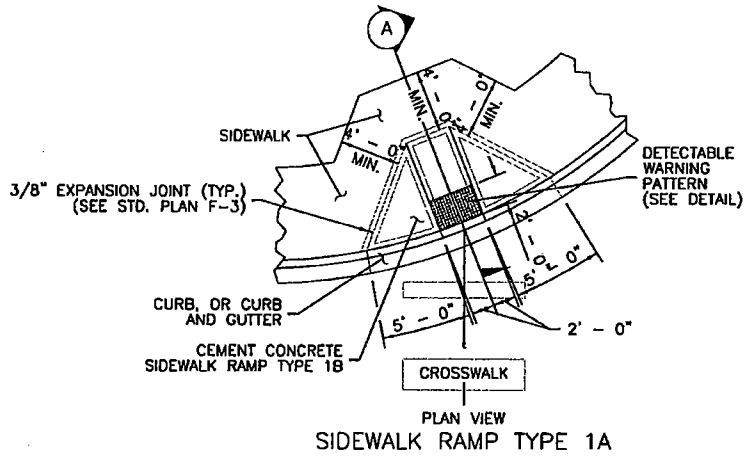 A
4' - 0"
MIN.
4' - 0"
MIN.
4' - 0"
MIN.
SIDEWALK
3/8" EXPANSION JOINT (TYP.)
(SEE STD. PLAN F-3)
DETECTABLE
WARNING
PATTERN
(SEE DETAIL)
CURB, OR CURB
AND GUTTER
CEMENT CONCRETE
SIDEWALK RAMP TYPE 1B
2' - 0"
5' - 0"
5' - 0"
2' - 0"
CROSSWALK
PLAN VIEW
SIDEWALK RAMP TYPE 1A